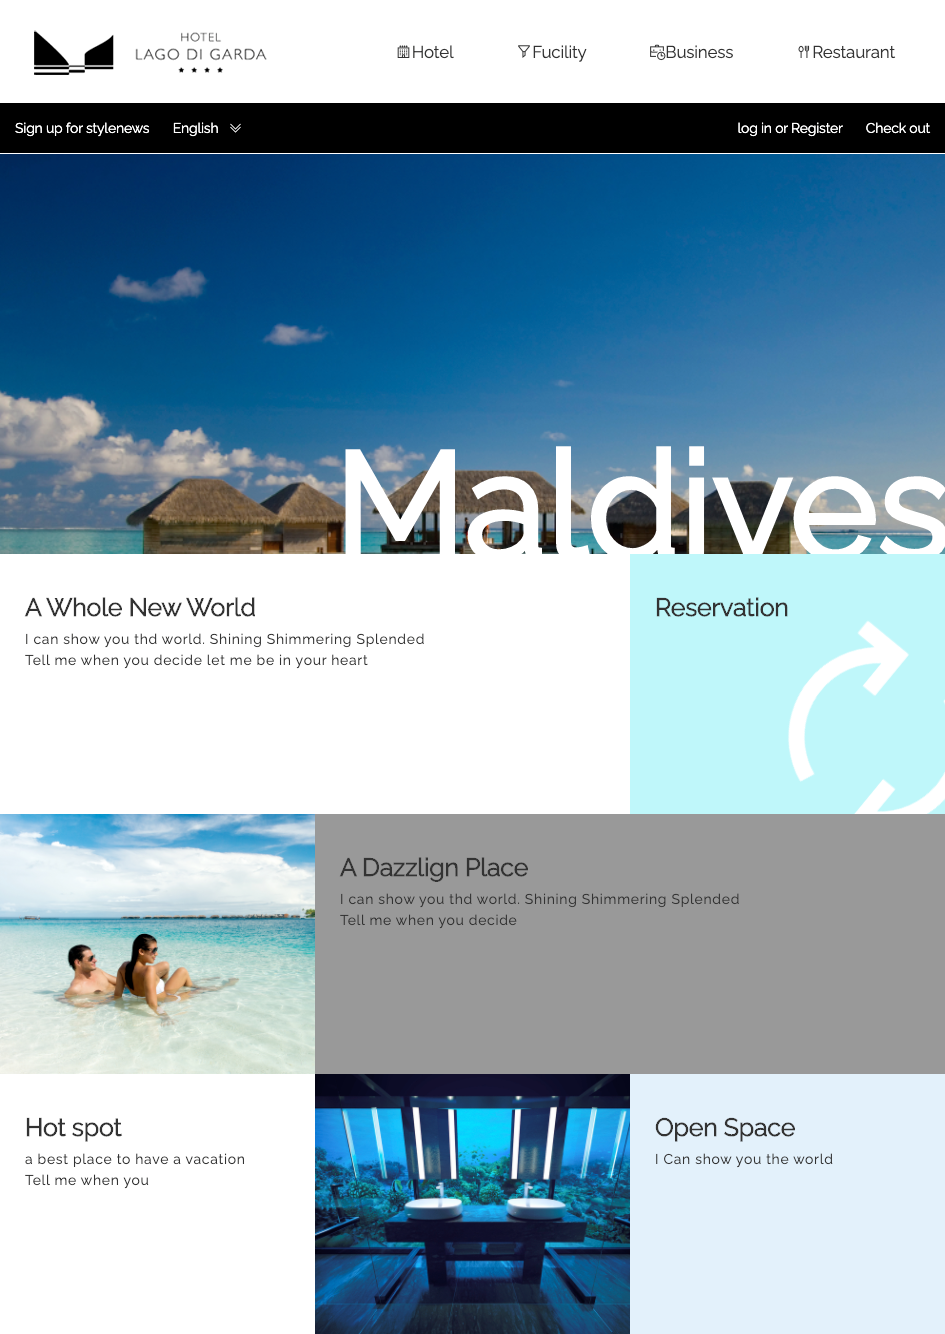 HOTEL
LAGO DI GARDA
Hotel
Fucility
Business
Restaurant
Sign up for stylenews
English
log in or Register
Check out
Maldives
A Whole New World
I can show you thd world. Shining Shimmering Splended
Tell me when you decide let me be in your heart
Reservation
A Dazzlign Place
I can show you thd world. Shining Shimmering Splended
Tell me when you decide
Hot spot
a best place to have a vacation
Tell me when you
Open Space
I Can show you the world